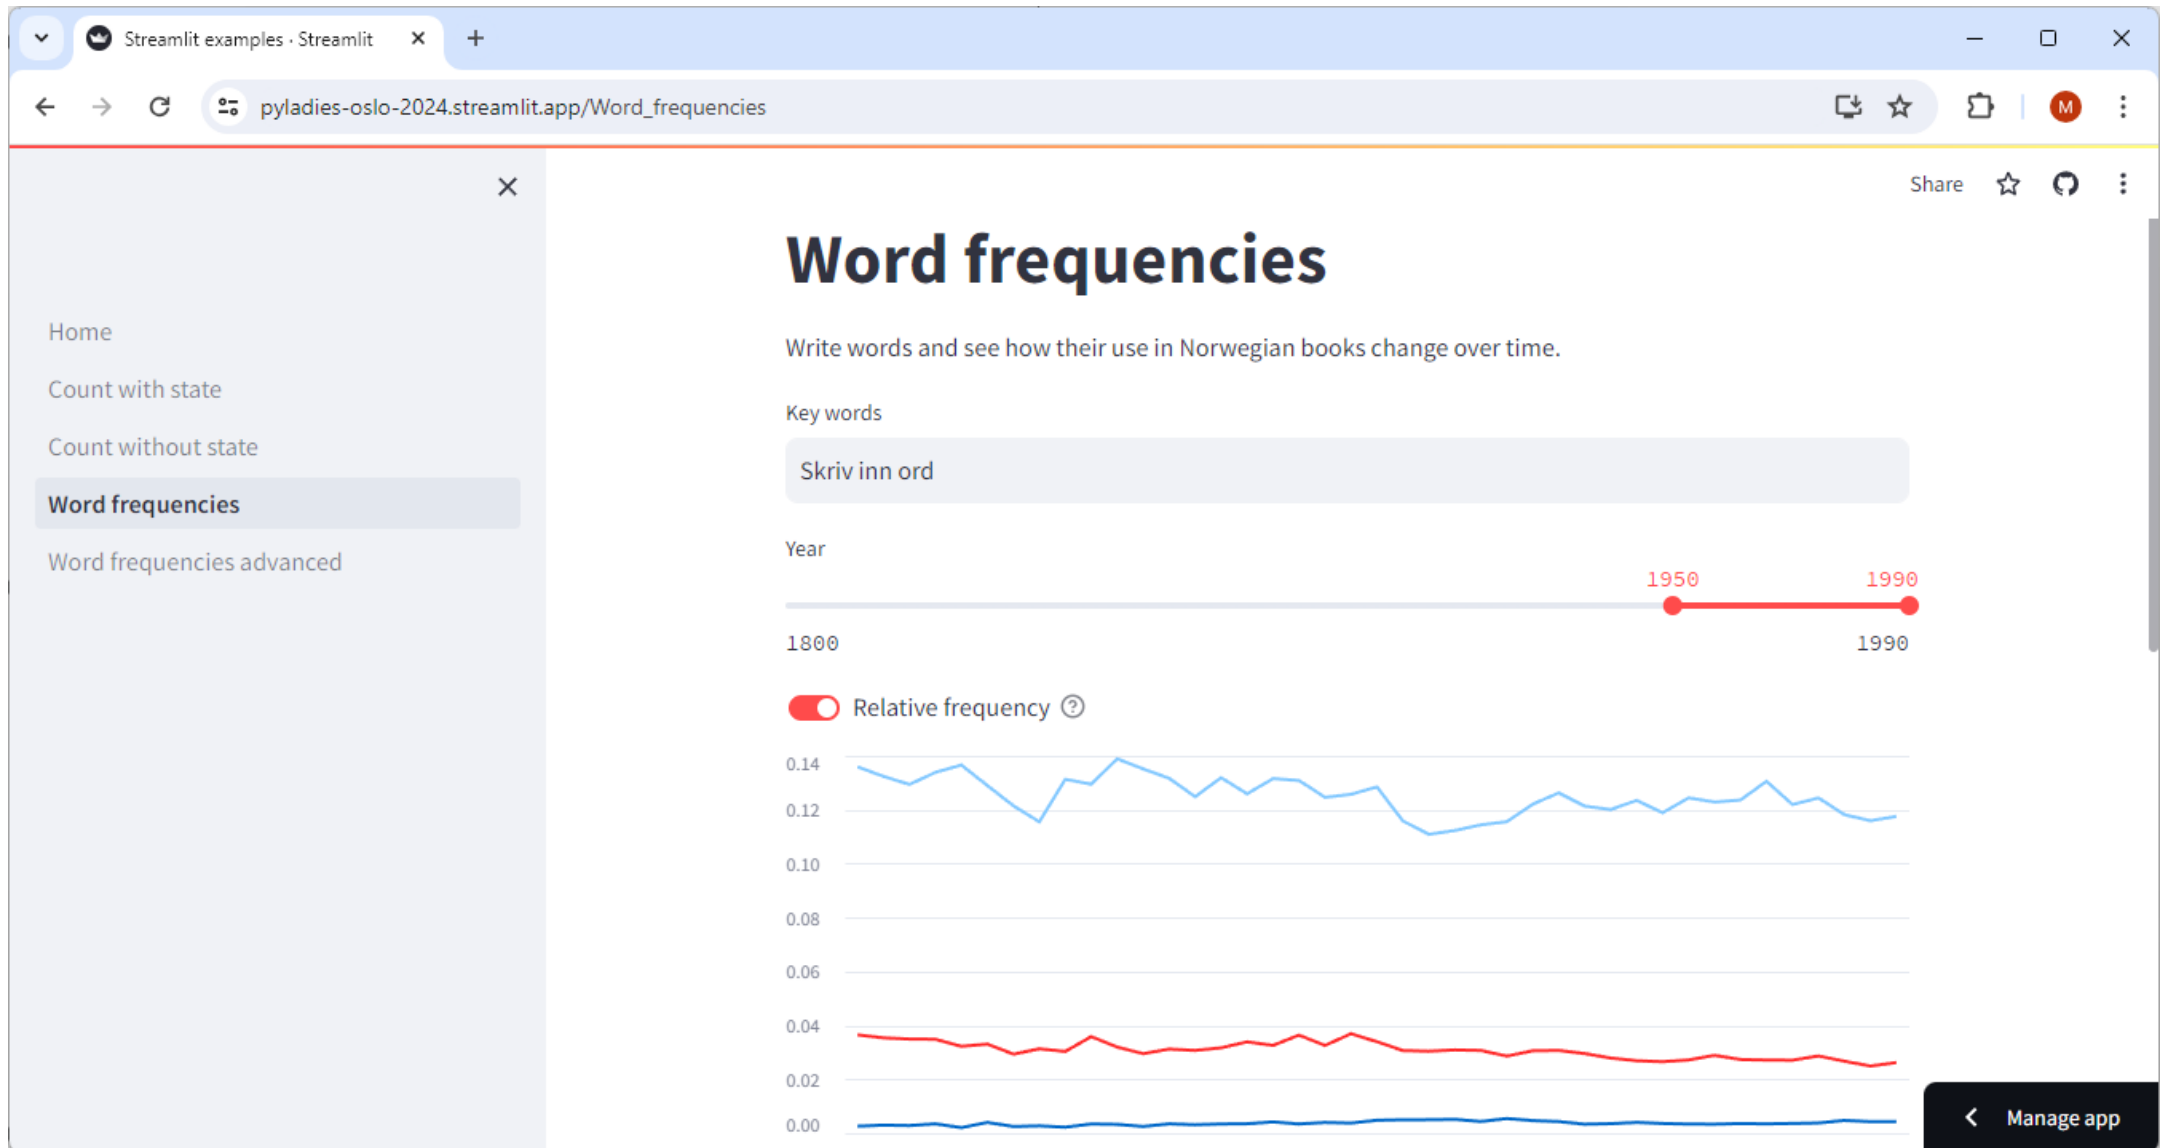 Streamlit examples · Streamlit
pyladies-oslo-2024.streamlit.app/Word_frequencies
M
Share
Home
Count with state
Count without state
Word frequencies
Word frequencies advanced
Word frequencies
Write words and see how their use in Norwegian books change over time.
Key words
Skriv inn ord
Year
1950 1990
1800 1990
Relative frequency
0.14
0.12
0.10
0.08
0.06
0.04
0.02
0.00
Manage app